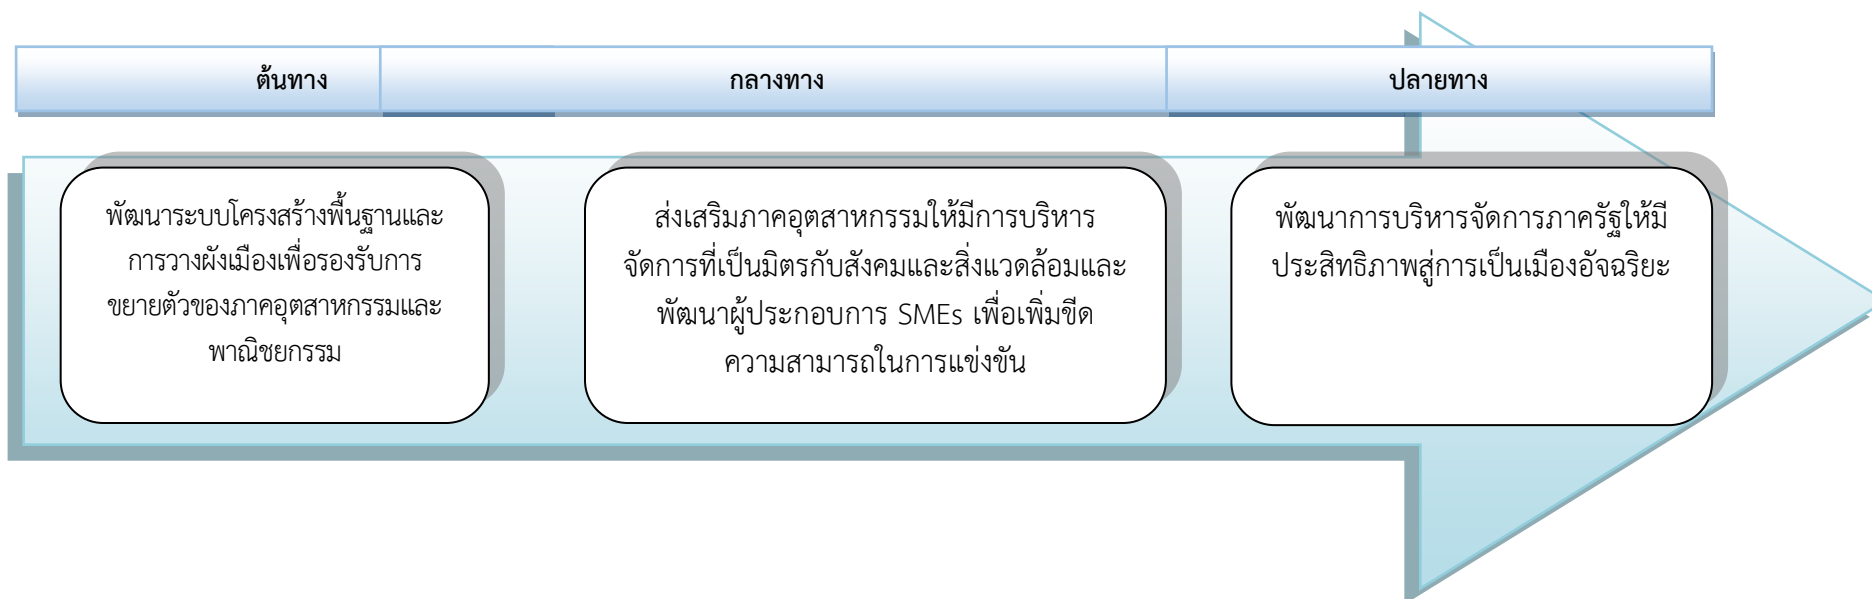 ต้นทาง
กลางทาง
ปลายทาง
พัฒนาระบบโครงสร้างพื้นฐานและ
การวางผังเมืองเพื่อรองรับการ
ขยายตัวของภาคอุตสาหกรรมและ
พาณิชยกรรม
ส่งเสริมภาคอุตสาหกรรมให้มีการบริหาร
จัดการที่เป็นมิตรกับสังคมและสิ่งแวดล้อมและ
พัฒนาผู้ประกอบการ SMEs เพื่อเพิ่มขีด
ความสามารถในการแข่งขัน
พัฒนาการบริหารจัดการภาครัฐให้มี
ประสิทธิภาพสู่การเป็นเมืองอัจฉริยะ